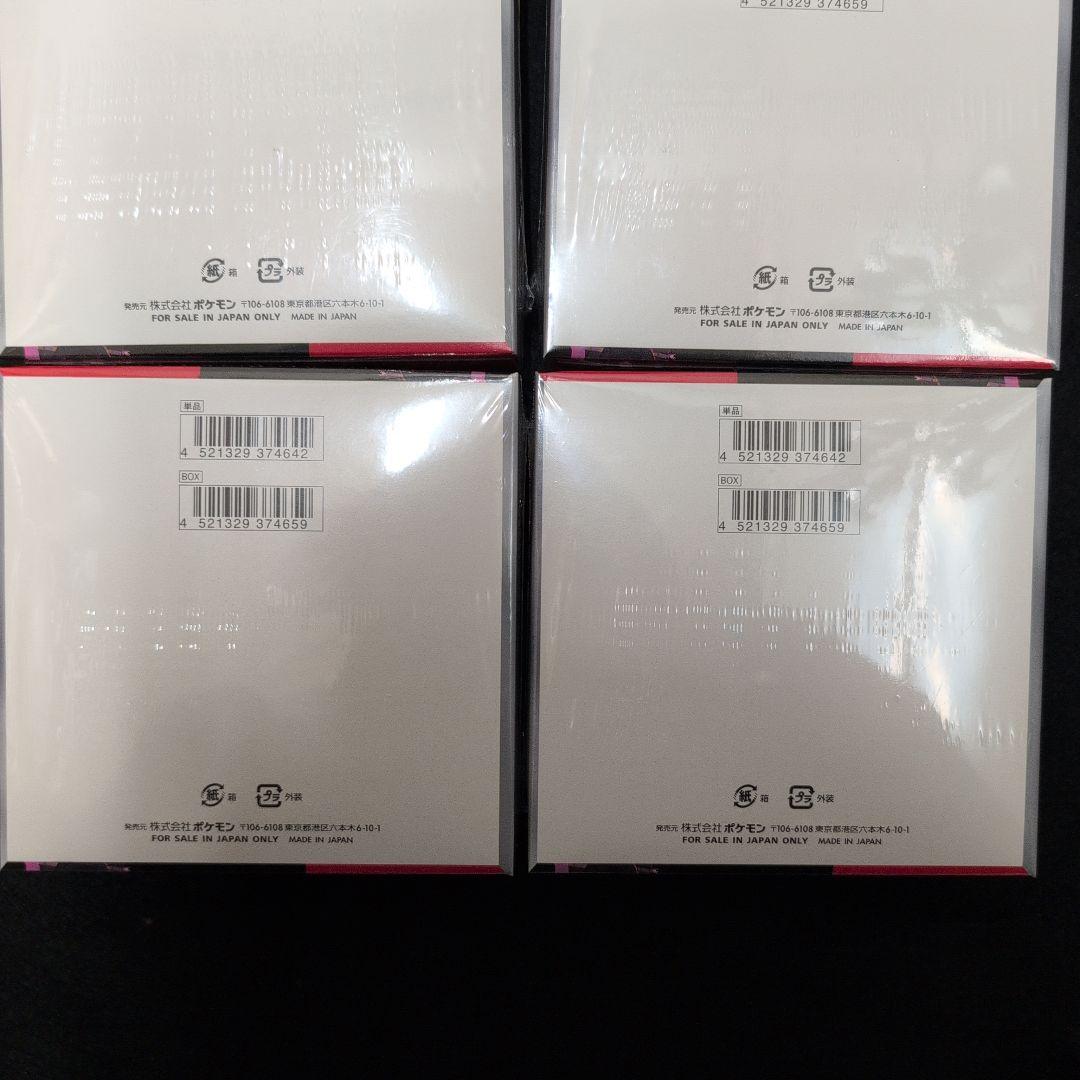 4 521329 374659
紙 箱 プラ 外装
発売元 株式会社 ポケモン 〒106-6108 東京都港区六本木6-10-1
FOR SALE IN JAPAN ONLY MADE IN JAPAN
紙 箱 プラ 外装
発売元 株式会社 ポケモン 〒106-6108 東京都港区六本木6-10-1
FOR SALE IN JAPAN ONLY MADE IN JAPAN
単品
4 521329 374642
BOX
4 521329 374659
紙 箱 プラ 外装
発売元 株式会社 ポケモン 〒106-6108 東京都港区六本木6-10-1
FOR SALE IN JAPAN ONLY MADE IN JAPAN
単品
4 521329 374642
BOX
4 521329 374659
紙 箱 プラ 外装
発売元 株式会社 ポケモン 〒106-6108 東京都港区六本木6-10-1
FOR SALE IN JAPAN ONLY MADE IN JAPAN